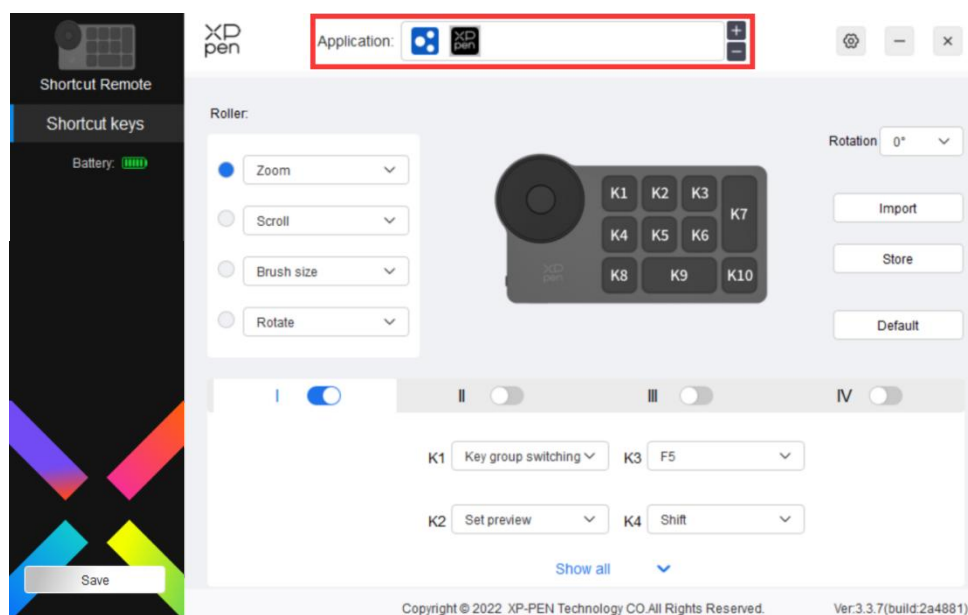 XP
pen
Application:
XP
pen
+
−
− ×
Shortcut Remote
Shortcut keys
Battery:
Roller:
Zoom
Scroll
Brush size
Rotate
K1 K2 K3
K7
K4 K5 K6
K8 K9 K10
XP
pen
Rotation 0°
Import
Store
Default
I II III IV
K1 Key group switching K3 F5
K2 Set preview K4 Shift
Show all
Save
Copyright © 2022 XP-PEN Technology CO.All Rights Reserved. Ver:3.3.7(build:2a4881)